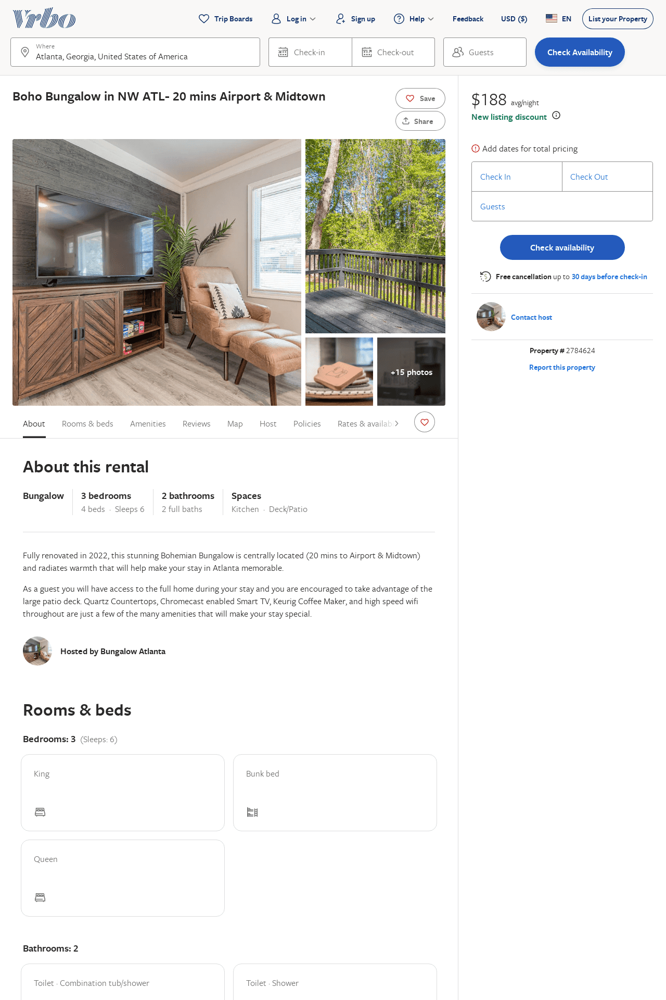 Vrbo
Trip Boards
Log in
Sign up
Help
Feedback
USD ($)
EN
List your Property
Where
Atlanta, Georgia, United States of America
Check-in
Check-out
Guests
Check Availability
Boho Bungalow in NW ATL- 20 mins Airport & Midtown
Save
Share
+15 photos
$188 avg/night
New listing discount
Add dates for total pricing
Check In
Check Out
Guests
Check availability
Free cancellation up to 30 days before check-in
Contact host
Property # 2784624
Report this property
About
Rooms & beds
Amenities
Reviews
Map
Host
Policies
Rates & availab
About this rental
Bungalow
3 bedrooms
4 beds · Sleeps 6
2 bathrooms
2 full baths
Spaces
Kitchen · Deck/Patio
Fully renovated in 2022, this stunning Bohemian Bungalow is centrally located (20 mins to Airport & Midtown)
and radiates warmth that will help make your stay in Atlanta memorable.
As a guest you will have access to the full home during your stay and you are encouraged to take advantage of the
large patio deck. Quartz Countertops, Chromecast enabled Smart TV, Keurig Coffee Maker, and high speed wifi
throughout are just a few of the many amenities that will make your stay special.
Hosted by Bungalow Atlanta
Rooms & beds
Bedrooms: 3 (Sleeps: 6)
King
Bunk bed
Queen
Bathrooms: 2
Toilet · Combination tub/shower
Toilet · Shower